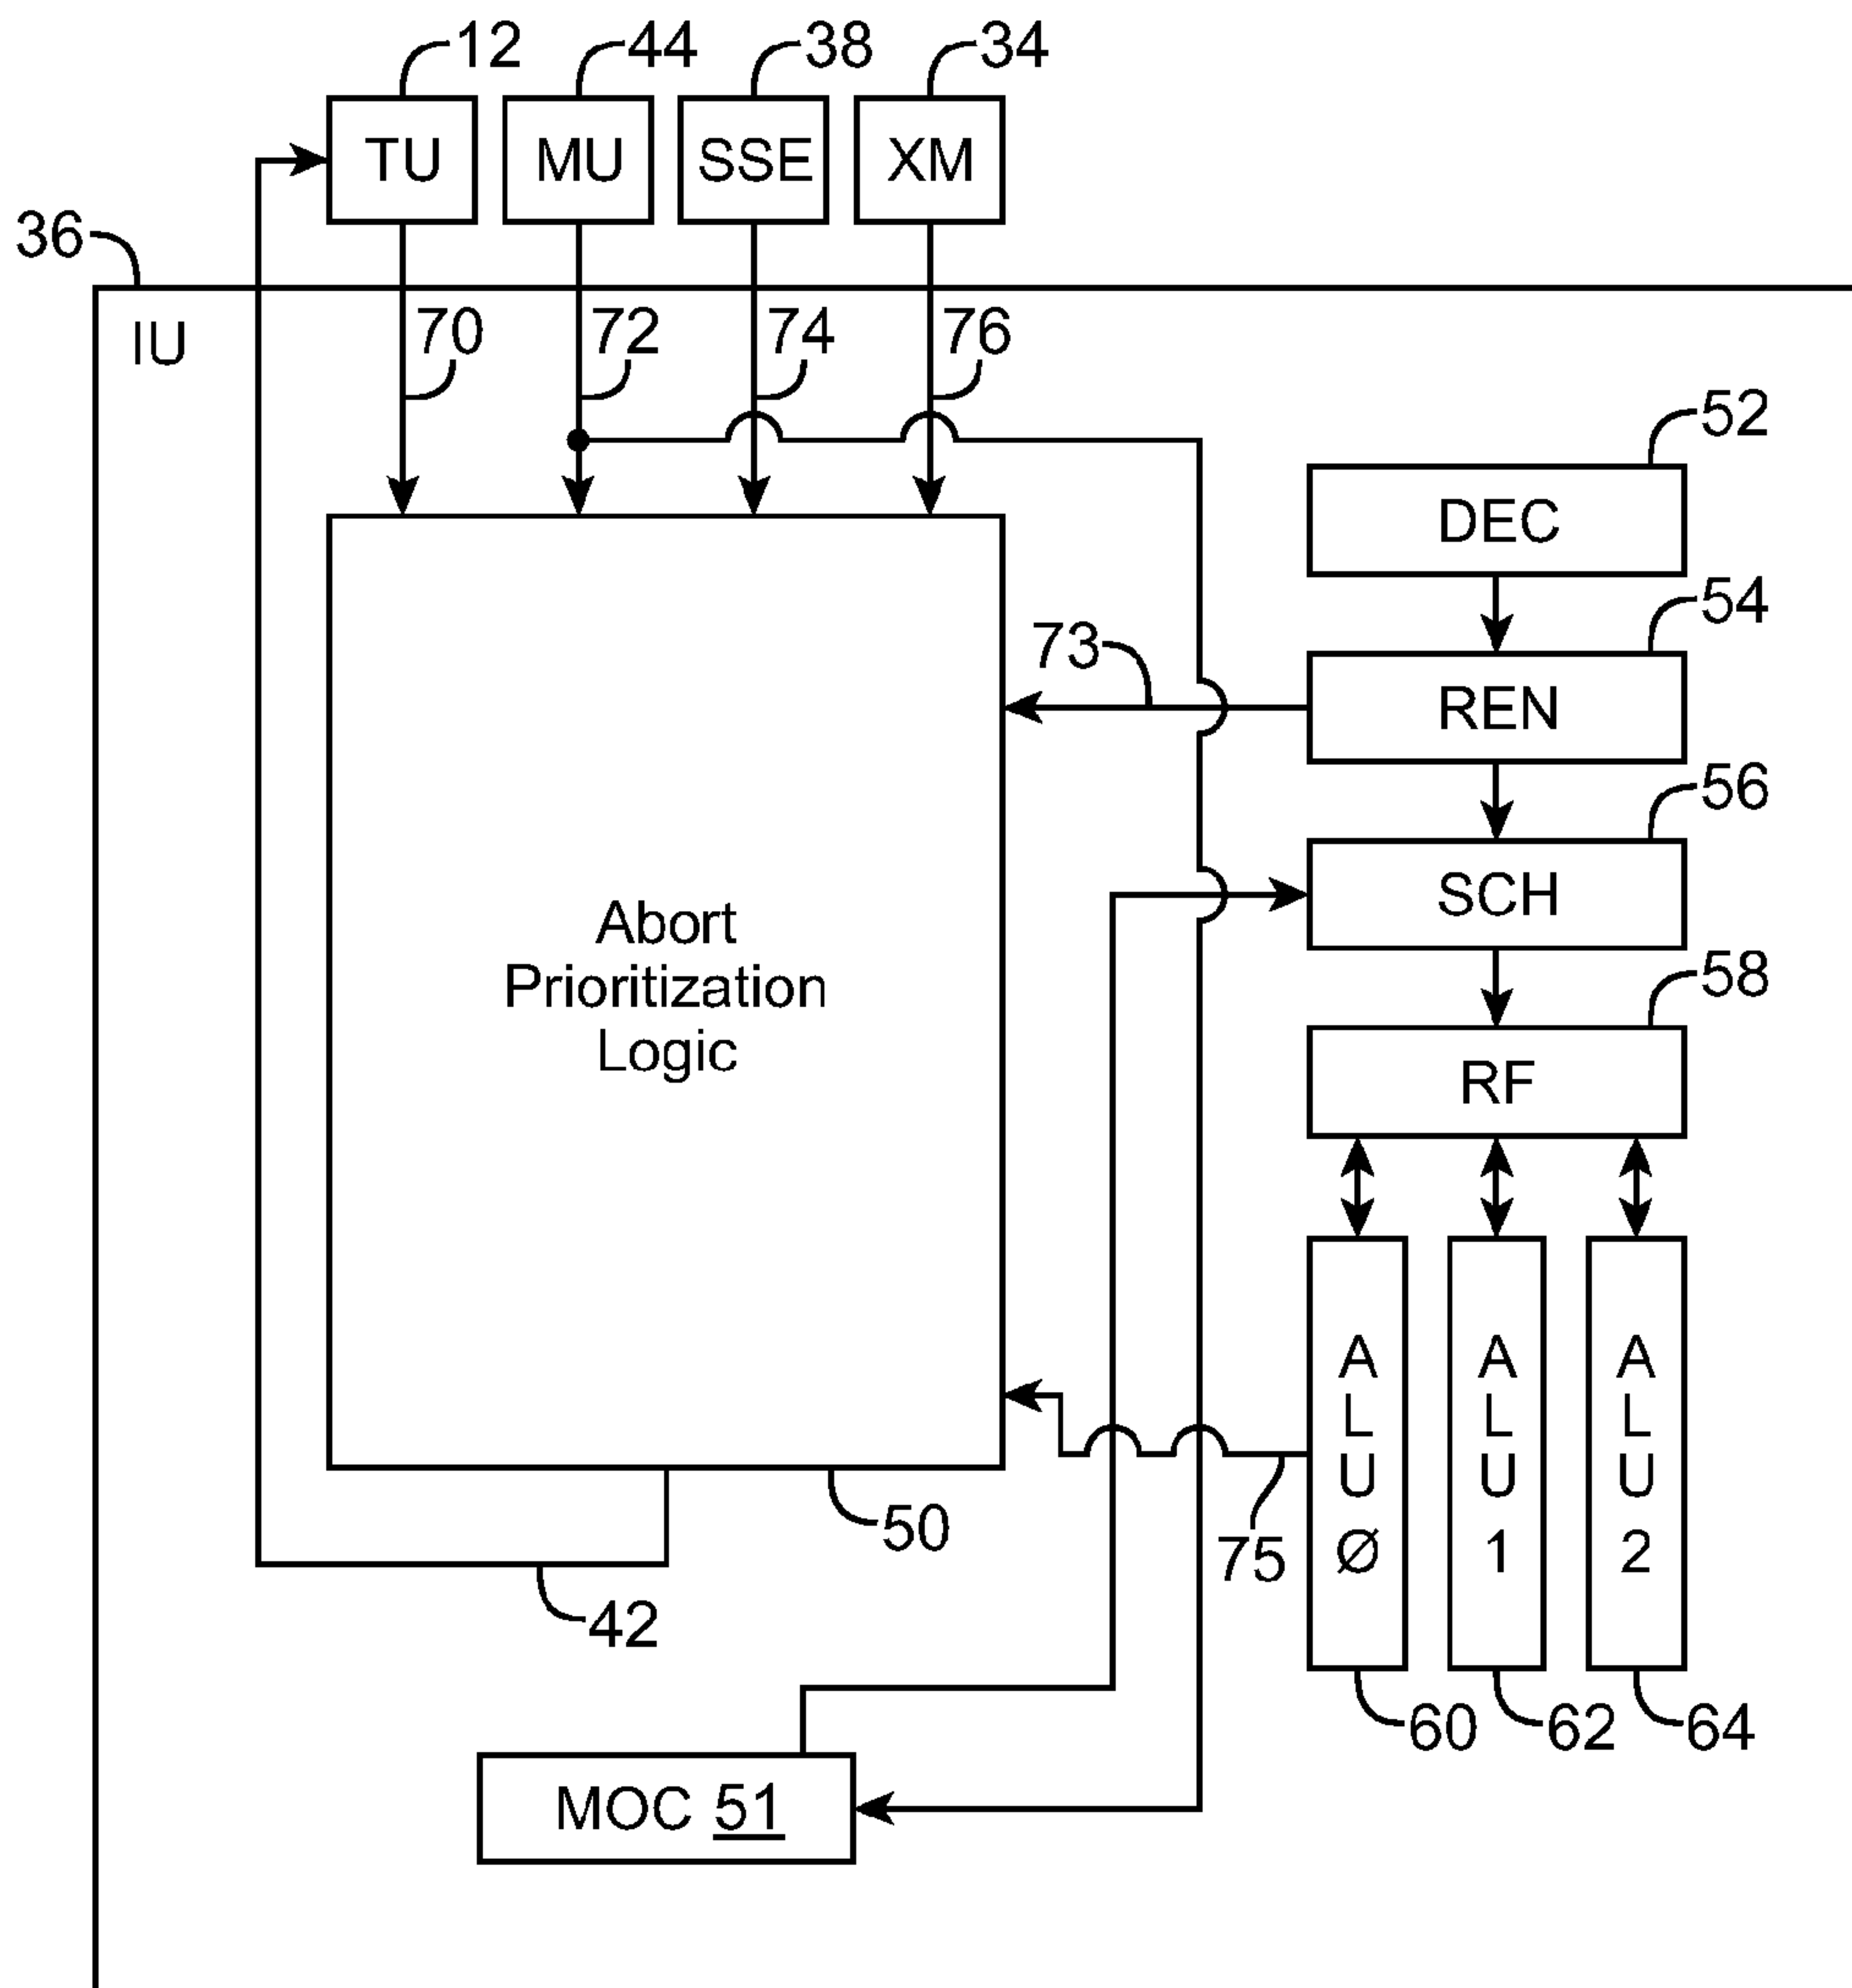 12 44 38 34
TU MU SSE XM
36
IU
70 72 74 76
52
DEC
54
73
REN
56
SCH
58
Abort
Prioritization
Logic
RF
A L U Ø
A L U 1
A L U 2
50
75
42
60 62 64
MOC 51